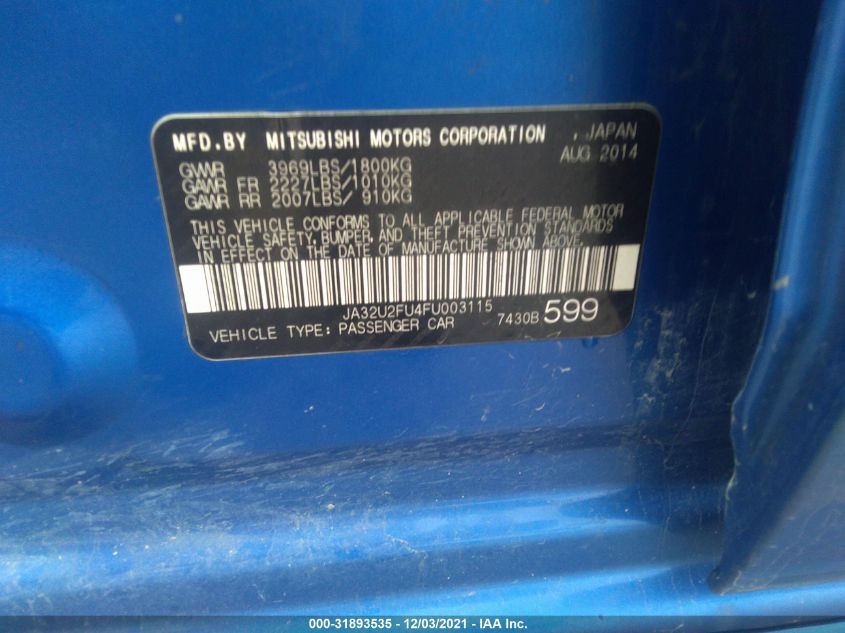 MFD.BY MITSUBISHI MOTORS CORPORATION , JAPAN
AUG 2014
GVWR 3969LBS/1800KG
GAWR FR 2227LBS/1010KG
GAWR RR 2007LBS/ 910KG
THIS VEHICLE CONFORMS TO ALL APPLICABLE FEDERAL MOTOR
VEHICLE SAFETY, BUMPER, AND THEFT PREVENTION STANDARDS
IN EFFECT ON THE DATE OF MANUFACTURE SHOWN ABOVE.
JA32U2FU4FU003115
VEHICLE TYPE: PASSENGER CAR 7430B 599
000-31893535 - 12/03/2021 - IAA Inc.